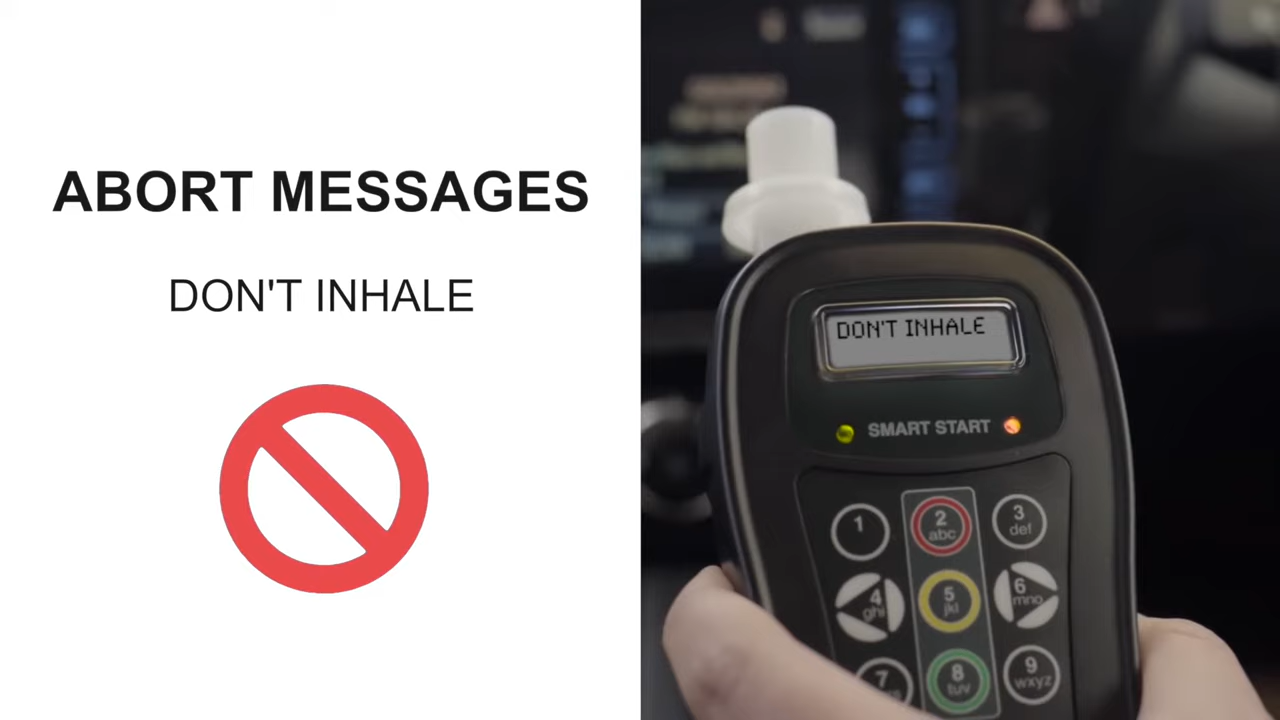 ABORT MESSAGES
DON'T INHALE
DON'T INHALE
SMART START
1
2
abc
3
def
4
ghi
5
jkl
6
mno
7
8
tuv
9
wxyz